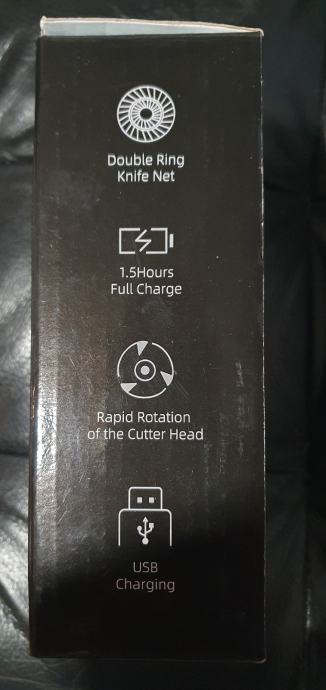 Double Ring
Knife Net
1.5Hours
Full Charge
Rapid Rotation
of the Cutter Head
USB
Charging